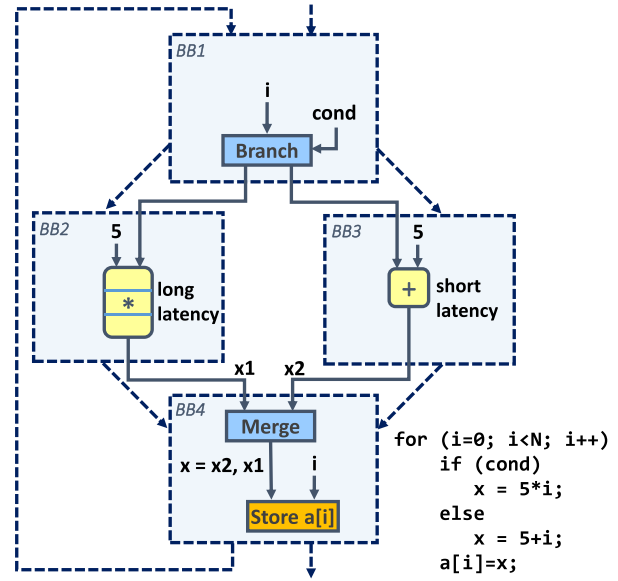 BB1
i
cond
Branch
BB2
5
*
long
latency
BB3
5
+
short
latency
x1
x2
BB4
Merge
x = x2, x1
i
Store a[i]
for (i=0; i<N; i++)
if (cond)
x = 5*i;
else
x = 5+i;
a[i]=x;